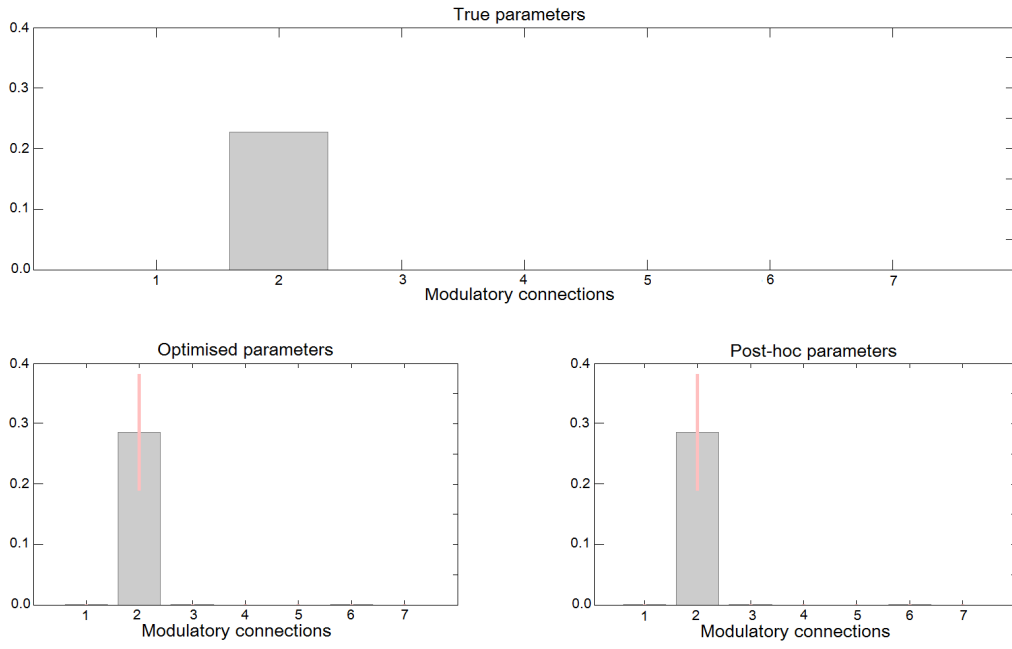 True parameters
0.4
0.3
0.2
0.1
0.0
1 2 3 4 5 6 7
Modulatory connections
Optimised parameters
0.4
0.3
0.2
0.1
0.0
1 2 3 4 5 6 7
Modulatory connections
Post-hoc parameters
0.4
0.3
0.2
0.1
0.0
1 2 3 4 5 6 7
Modulatory connections